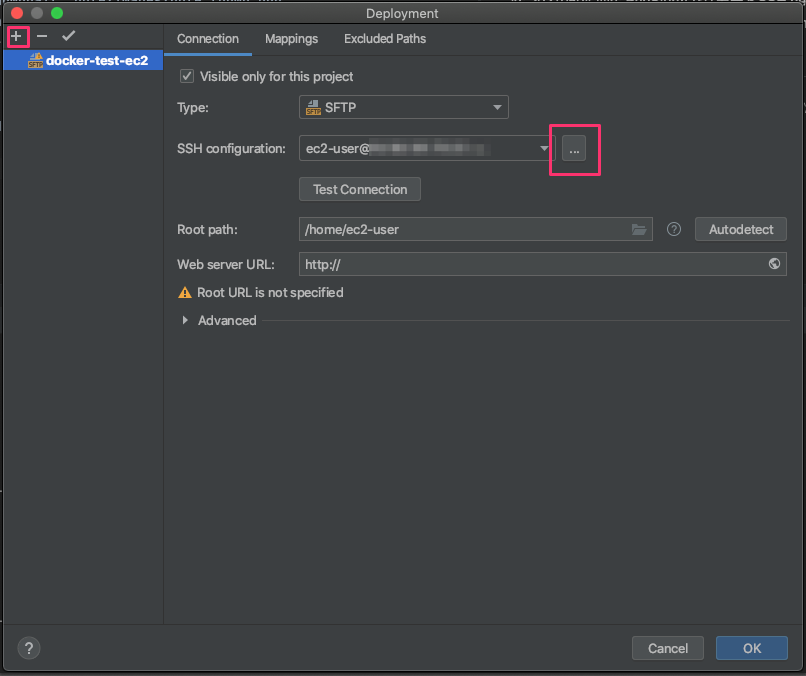 Deployment
Connection Mappings Excluded Paths
SFTP docker-test-ec2
Visible only for this project
Type: SFTP SFTP
SSH configuration: ec2-user@ ...
Test Connection
Root path: /home/ec2-user ? Autodetect
Web server URL: http://
Root URL is not specified
Advanced
? Cancel OK